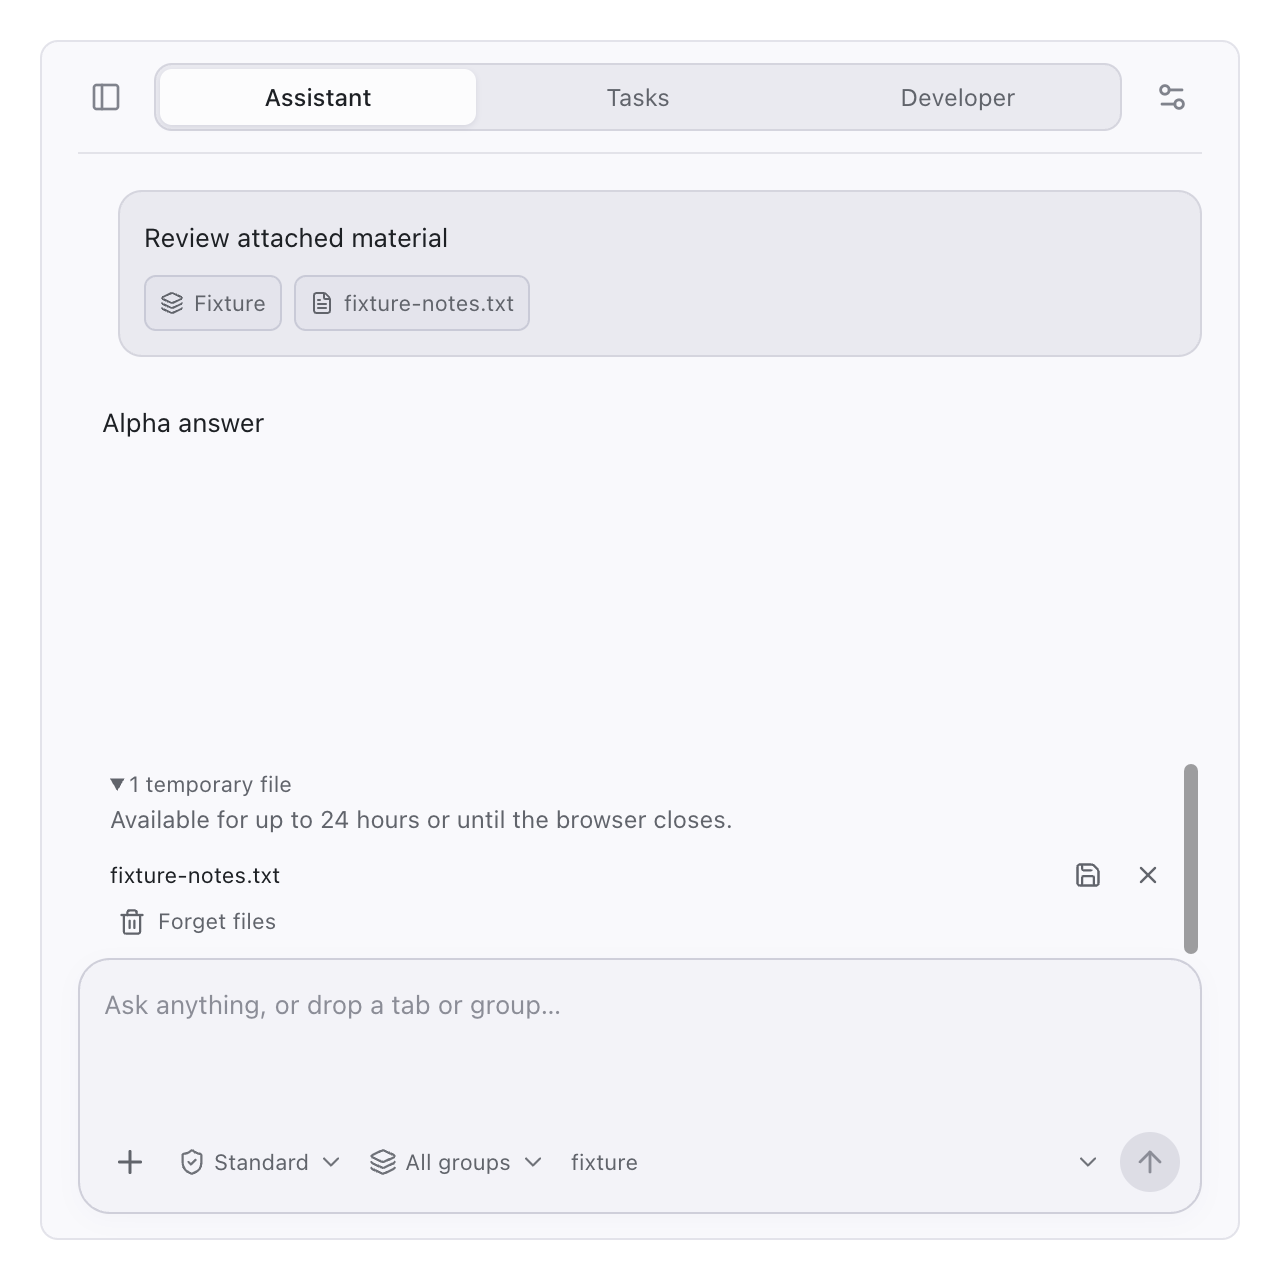 Assistant Tasks Developer
Review attached material
Fixture fixture-notes.txt
Alpha answer
1 temporary file
Available for up to 24 hours or until the browser closes.
fixture-notes.txt
Forget files
Ask anything, or drop a tab or group...
Standard All groups fixture